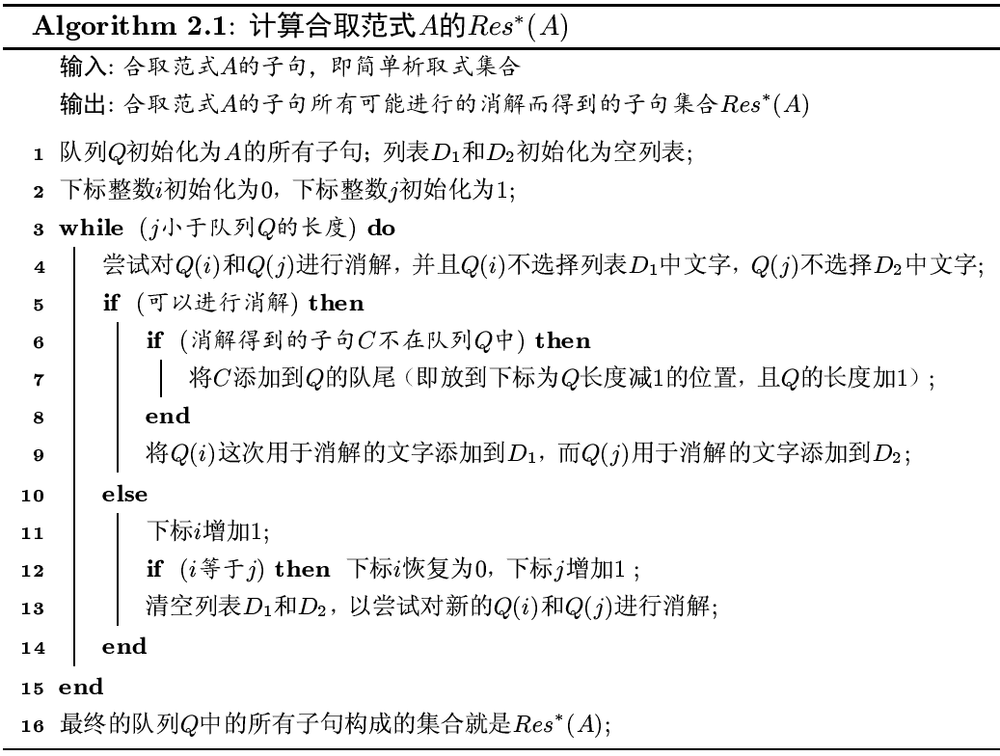 Algorithm 2.1: 计算合取范式A的Res*(A)
输入: 合取范式A的子句，即简单析取式集合
输出: 合取范式A的子句所有可能进行的消解而得到的子句集合Res*(A)
1 队列Q初始化为A的所有子句; 列表D₁和D₂初始化为空列表;
2 下标整数i初始化为0，下标整数j初始化为1;
3 while (j小于队列Q的长度) do
4 尝试对Q(i)和Q(j)进行消解，并且Q(i)不选择列表D₁中文字，Q(j)不选择D₂中文字;
5 if (可以进行消解) then
6 if (消解得到的子句C不在队列Q中) then
7 将C添加到Q的队尾（即放到下标为Q长度减1的位置，且Q的长度加1）;
8 end
9 将Q(i)这次用于消解的文字添加到D₁，而Q(j)用于消解的文字添加到D₂;
10 else
11 下标i增加1;
12 if (i等于j) then 下标i恢复为0，下标j增加1 ;
13 清空列表D₁和D₂，以尝试对新的Q(i)和Q(j)进行消解;
14 end
15 end
16 最终的队列Q中的所有子句构成的集合就是Res*(A);